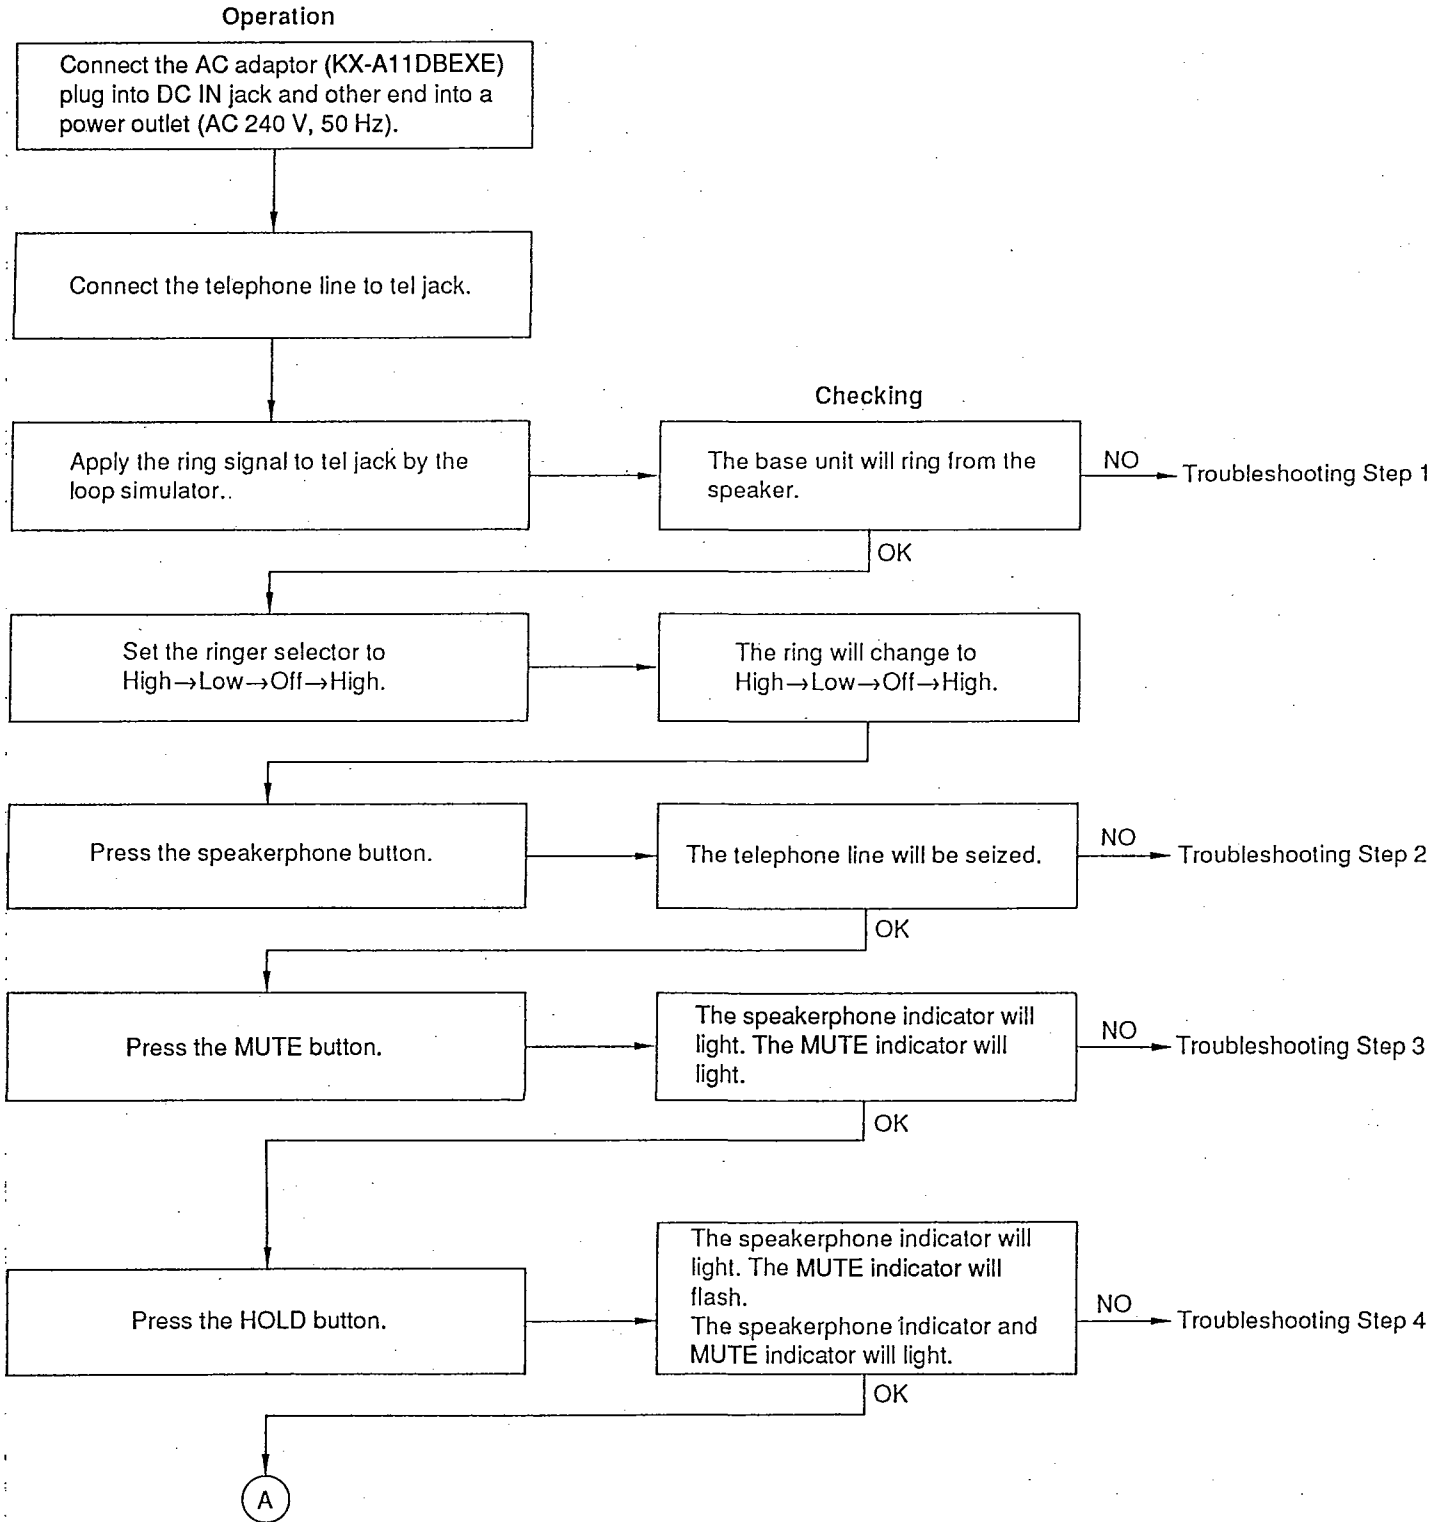 Operation
Connect the AC adaptor (KX-A11DBEXE)
plug into DC IN jack and other end into a
power outlet (AC 240 V, 50 Hz).
Connect the telephone line to tel jack.
Checking
Apply the ring signal to tel jack by the
loop simulator..
The base unit will ring from the
speaker.
NO
Troubleshooting Step 1
OK
Set the ringer selector to
High→Low→Off→High.
The ring will change to
High→Low→Off→High.
Press the speakerphone button.
The telephone line will be seized.
NO
Troubleshooting Step 2
OK
Press the MUTE button.
The speakerphone indicator will
light. The MUTE indicator will
light.
NO
Troubleshooting Step 3
OK
Press the HOLD button.
The speakerphone indicator will
light. The MUTE indicator will
flash.
The speakerphone indicator and
MUTE indicator will light.
NO
Troubleshooting Step 4
OK
A